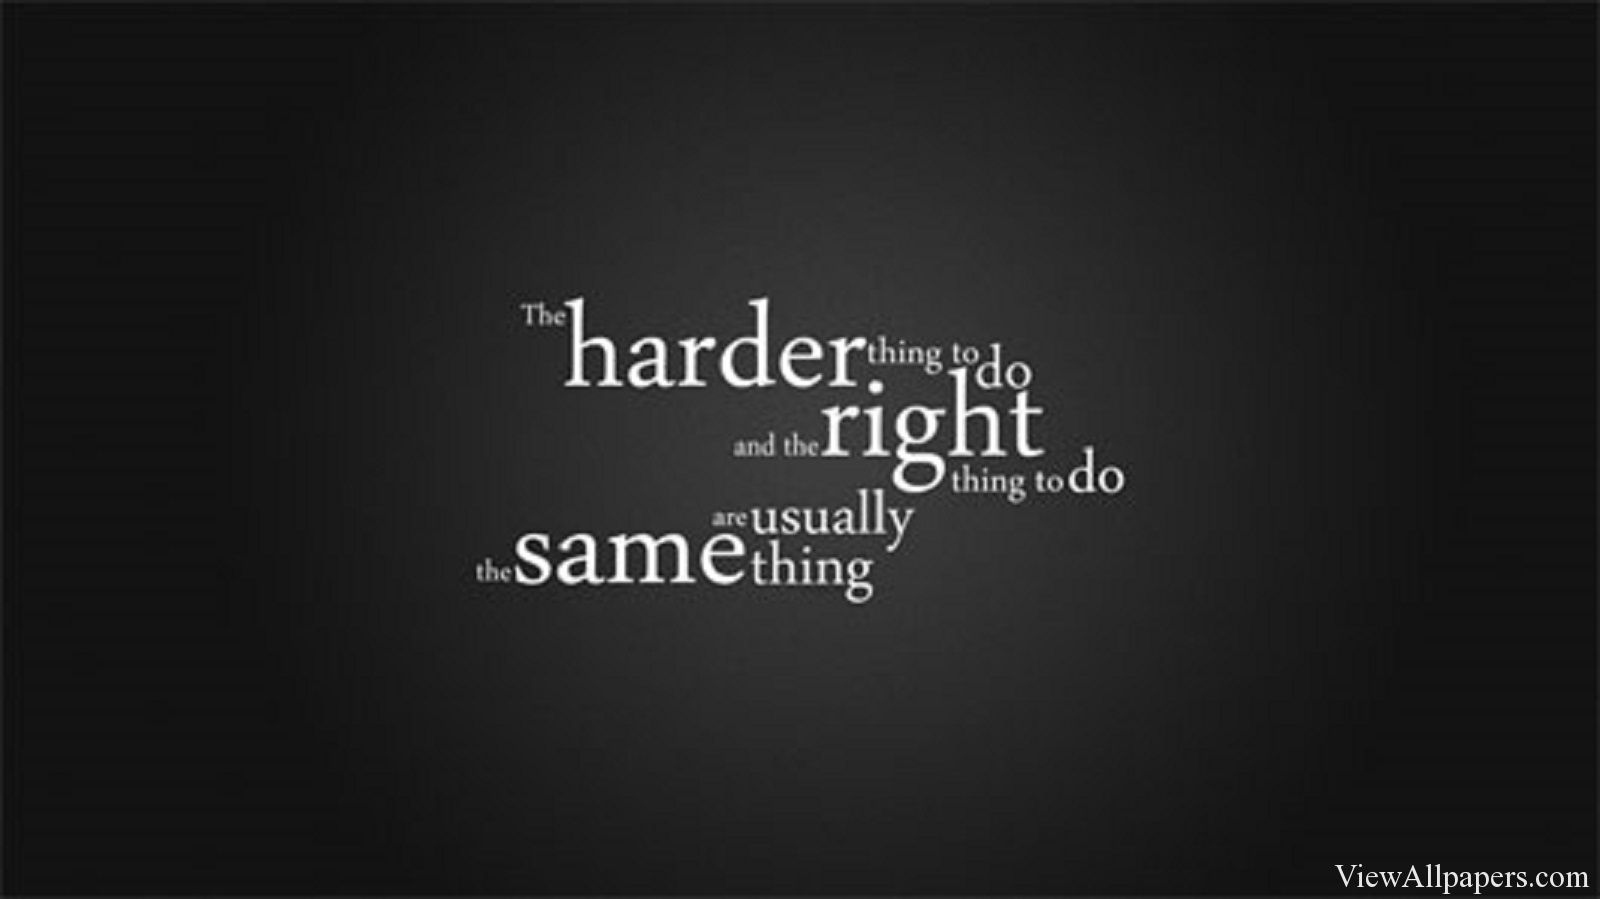 The harder thing to do
and the right thing to do
are usually
the same thing
ViewAllpapers.com